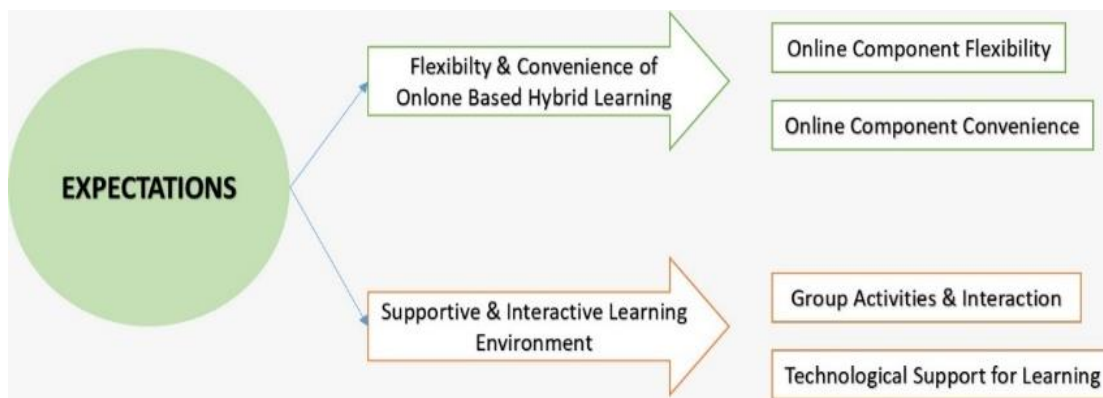 EXPECTATIONS
Flexibilty & Convenience of
Onlone Based Hybrid Learning
Online Component Flexibility
Online Component Convenience
Supportive & Interactive Learning
Environment
Group Activities & Interaction
Technological Support for Learning